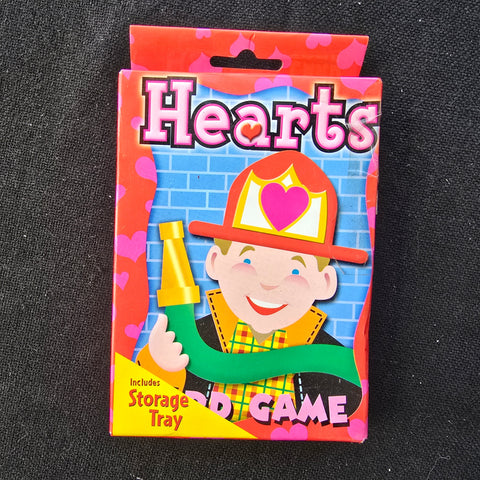 Hearts
Includes
Storage
Tray
RD GAME